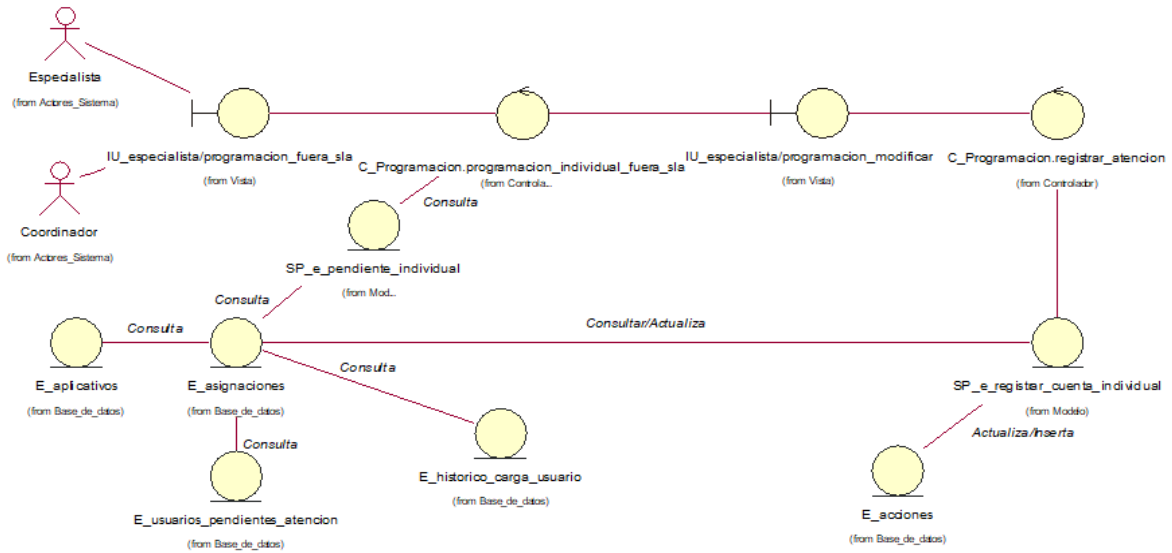 Especialista
(from Actores_Sistema)
IU_especialista/programacion_fuera_sla
(from Vista)
C_Programacion.programacion_individual_fuera_sla
(from Controla...
IU_especialista/programacion_modificar
(from Vista)
C_Programacion.registrar_atencion
(from Controlador)
Coordinador
(from Actores_Sistema)
Consulta
SP_e_pendiente_individual
(from Mod...
Consulta
Consulta
Consultar/Actualiza
Consulta
E_aplicativos
(from Base_de_datos)
E_asignaciones
(from Base_de_datos)
SP_e_registrar_cuenta_individual
(from Modelo)
Consulta
Actualiza/Inserta
E_historico_carga_usuario
(from Base_de_datos)
E_usuarios_pendientes_atencion
(from Base_de_datos)
E_acciones
(from Base_de_datos)